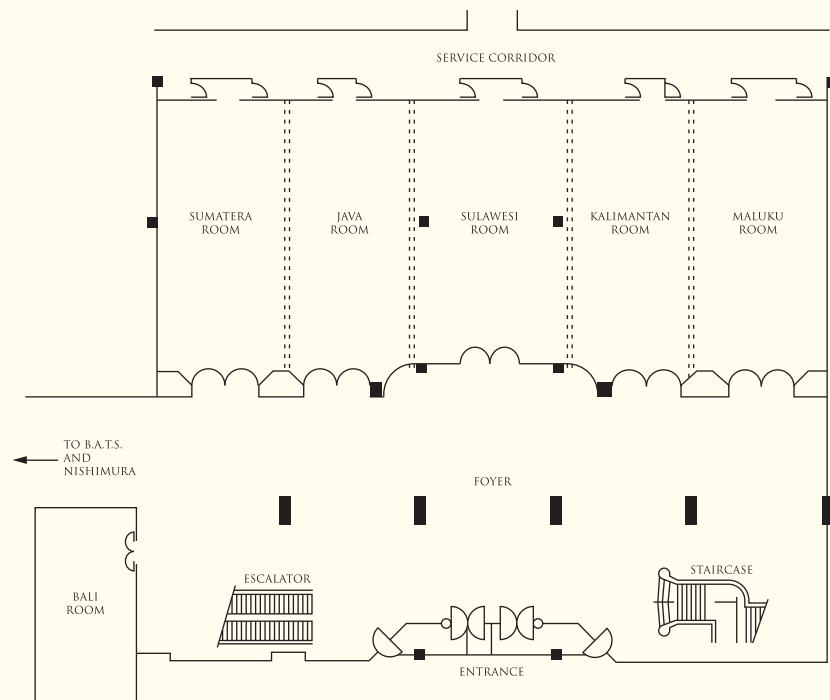 SERVICE CORRIDOR
SUMATERA
ROOM
JAVA
ROOM
SULAWESI
ROOM
KALIMANTAN
ROOM
MALUKU
ROOM
TO B.A.T.S.
AND
NISHIMURA
FOYER
BALI
ROOM
ESCALATOR
STAIRCASE
ENTRANCE